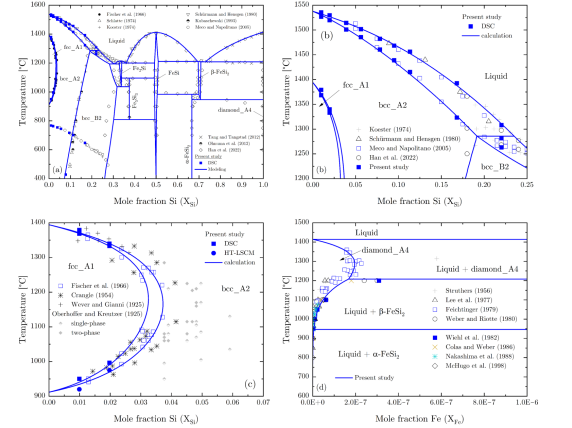 1600
1500
1400
1300
1200
1100
1000
900
800
700
600
500
400
Temperature [°C]
Fischer et al. (1966)
Schürmann and Hensgen (1980)
Koester (1974)
Meco and Napolitano (2005)
Liquid
fcc_A1
bcc_A2
bcc_B2
FeSi
β-FeSi2
α-FeSi2
diamond_A4
Tang and Tangstad (2012)
Ohnuma et al. (2012)
Han et al. (2022)
Present study
DSC
Modeling
(a)
0.0 0.1 0.2 0.3 0.4 0.5 0.6 0.7 0.8 0.9 1.0
Mole fraction Si (XSi)
1550
1500
1450
1400
1350
1300
1250
1200
Temperature [°C]
(b)
Present study
DSC
calculation
Liquid
fcc_A1
bcc_A2
bcc_B2
Koester (1974)
Schürmann and Hensgen (1980)
Meco and Napolitano (2005)
Han et al. (2022)
Present study
0.00 0.05 0.10 0.15 0.20 0.25
Mole fraction Si (XSi)
1400
1300
1200
1100
1000
900
Temperature [°C]
Present study
DSC
HT-LSCM
calculation
fcc_A1
bcc_A2
Fischer et al. (1966)
Craugie (1954)
Wever and Giani (1925)
Oberhoffer and Kreutzer (1925)
single-phase
two-phase
(c)
0.00 0.01 0.02 0.03 0.04 0.05 0.06 0.07
Mole fraction Si (XSi)
1500
1400
1300
1200
1100
1000
900
800
700
600
Temperature [°C]
Liquid
diamond_A4
Liquid + diamond_A4
Struthers (1956)
Lee et al. (1977)
Feichtinger (1979)
Weber and Riotte (1980)
Liquid + β-FeSi2
Liquid + α-FeSi2
Wiehl et al. (1982)
Colas and Weber (1986)
Nakashima et al. (1988)
McHugo et al. (1998)
Present study
(d)
0.0E+0 2.0E-7 4.0E-7 6.0E-7 8.0E-7 1.0E-6
Mole fraction Fe (XFe)